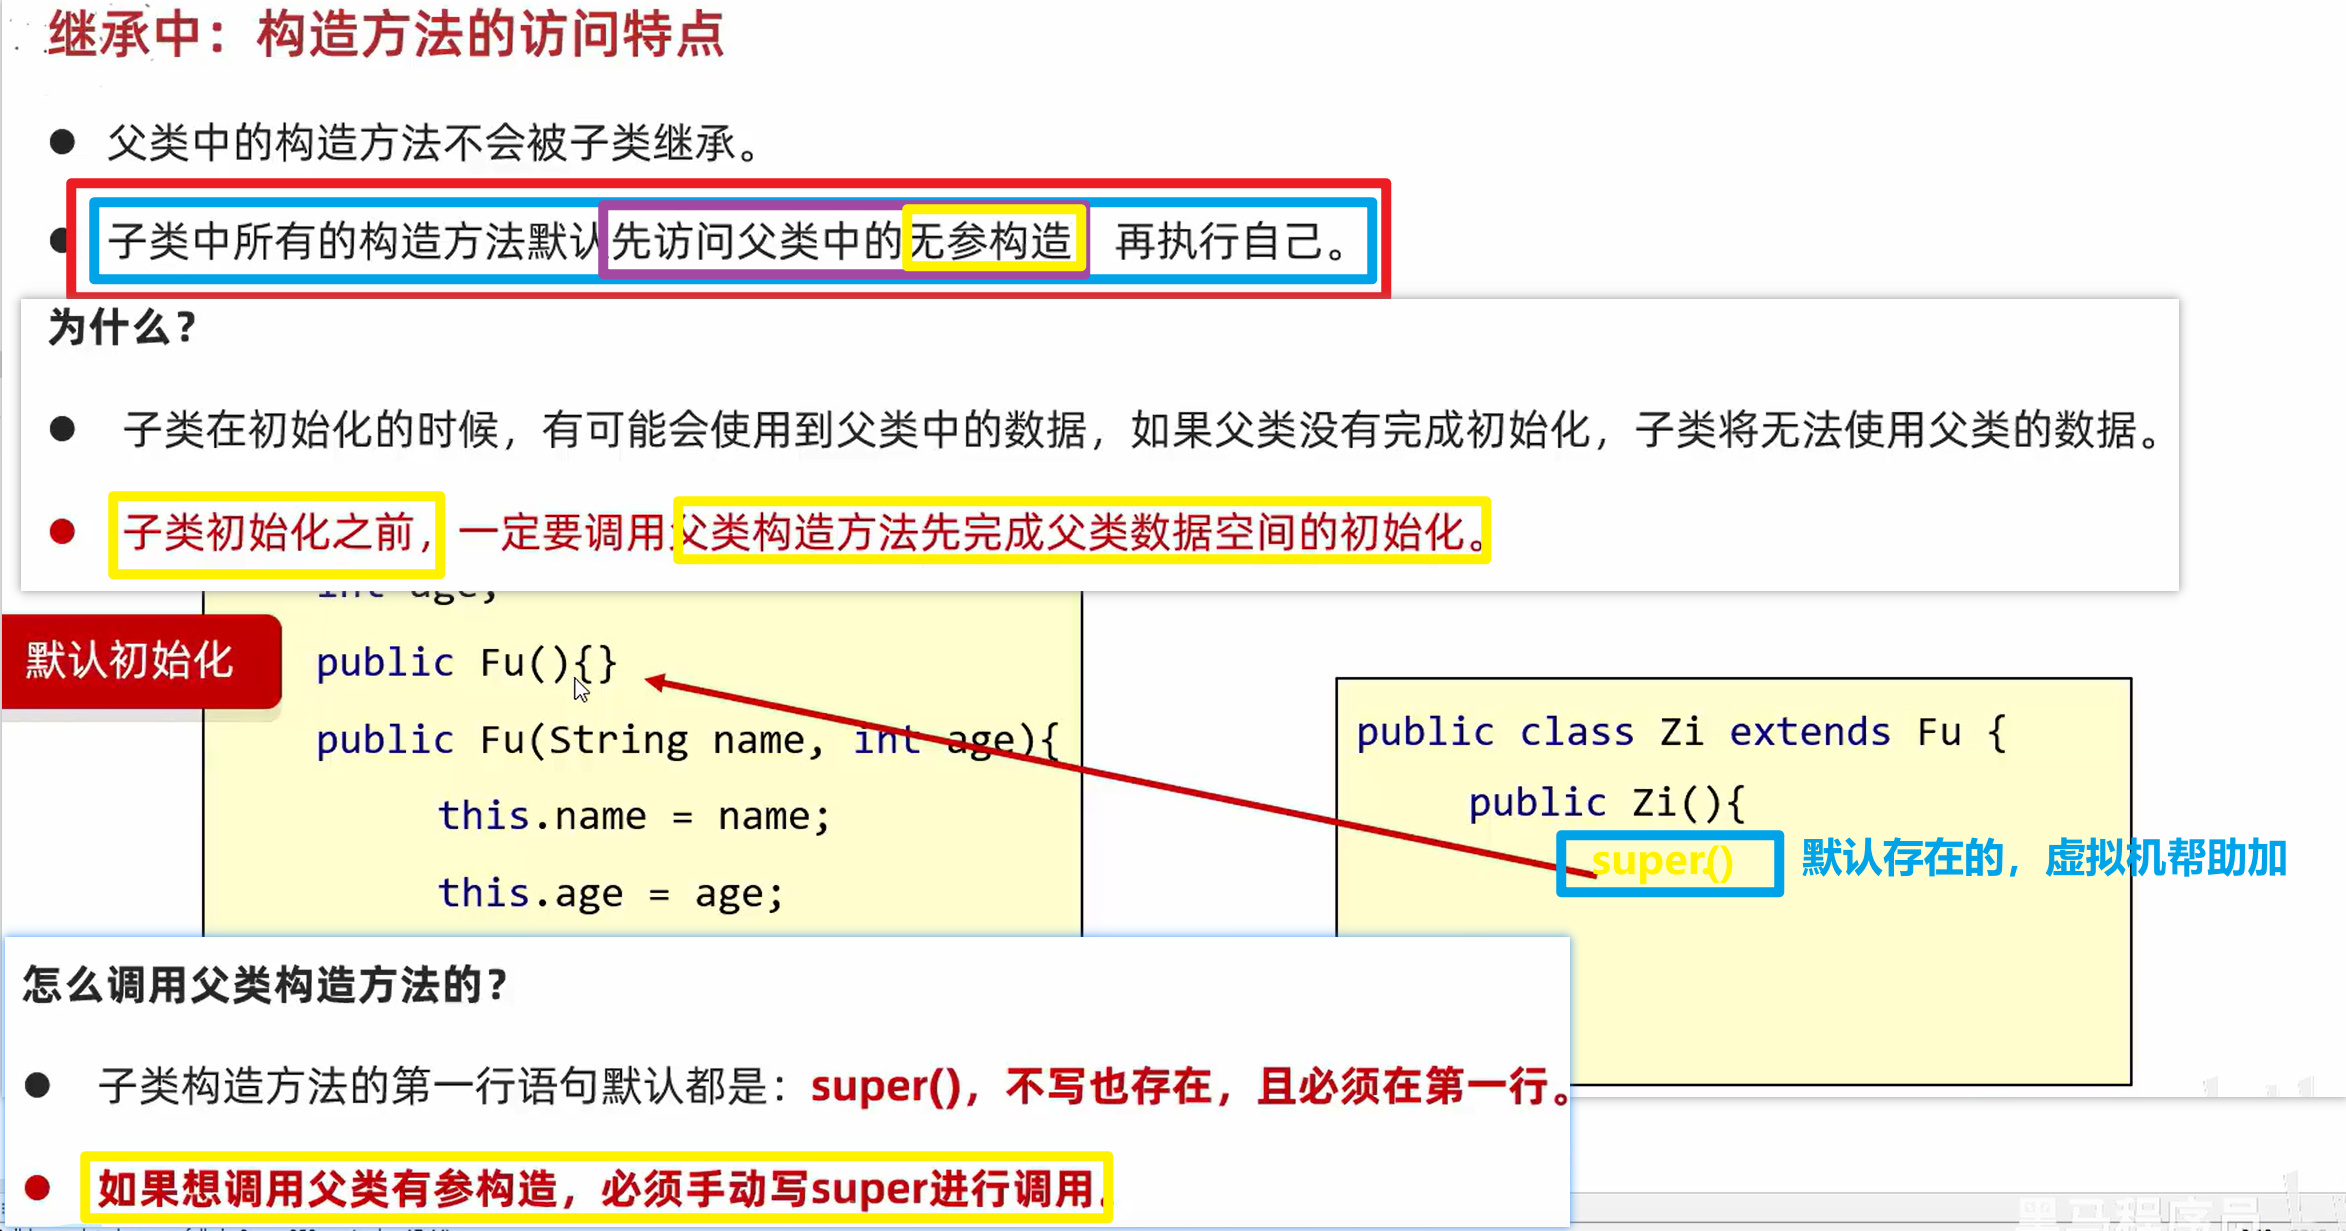 继承中：构造方法的访问特点
父类中的构造方法不会被子类继承。
子类中所有的构造方法默认先访问父类中的无参构造 再执行自己。
为什么？
子类在初始化的时候，有可能会使用到父类中的数据，如果父类没有完成初始化，子类将无法使用父类的数据。
子类初始化之前，一定要调用父类构造方法先完成父类数据空间的初始化。
int age;
默认初始化
public Fu(){}
public Fu(String name, int age){
this.name = name;
this.age = age;
public class Zi extends Fu {
public Zi(){
super()
默认存在的，虚拟机帮助加
怎么调用父类构造方法的？
子类构造方法的第一行语句默认都是：super()，不写也存在，且必须在第一行。
如果想调用父类有参构造，必须手动写super进行调用。
黑马程序员